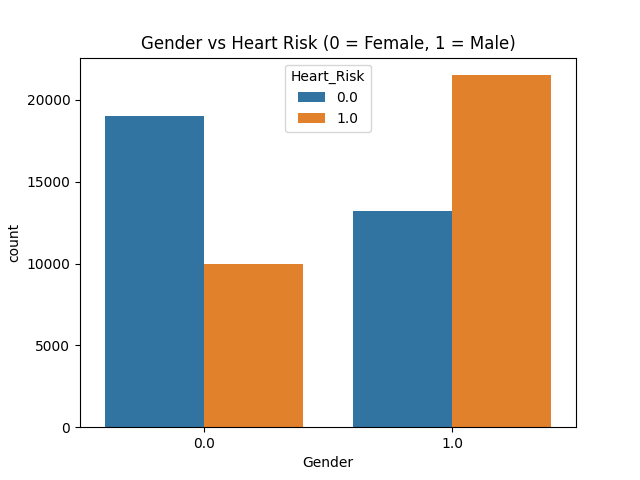 Gender vs Heart Risk (0 = Female, 1 = Male)
Heart_Risk
0.0
1.0
count
20000
15000
10000
5000
0
0.0 1.0
Gender